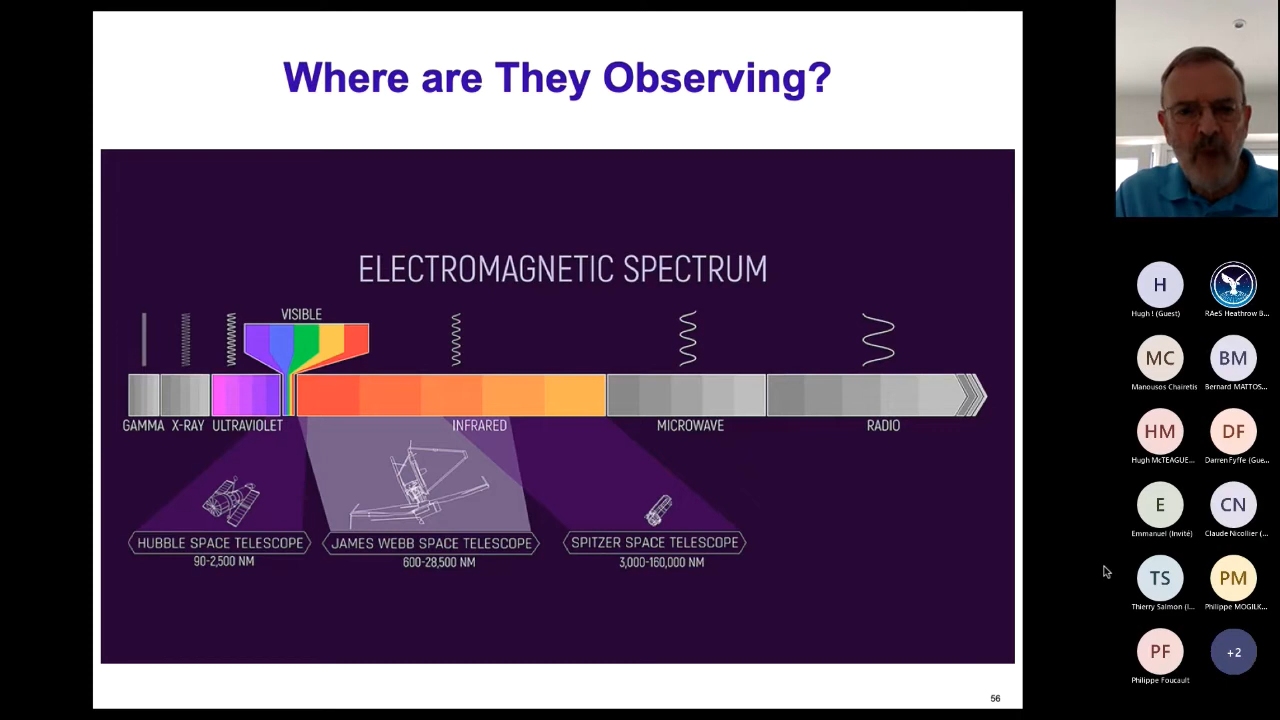 Where are They Observing?
ELECTROMAGNETIC SPECTRUM
VISIBLE
GAMMA X-RAY ULTRAVIOLET INFRARED MICROWAVE RADIO
HUBBLE SPACE TELESCOPE
90-2,500 NM
JAMES WEBB SPACE TELESCOPE
600-28,500 NM
SPITZER SPACE TELESCOPE
3,000-160,000 NM
56
H
Hugh! (Guest)
RAeS Heathrow B...
MC
Manousos Chairetis
BM
Bernard MATTOS...
HM
Hugh McTEAGUE...
DF
Darren Fyffe (Gue...
E
Emmanuel (Invité)
CN
Claude Nicollier (...
TS
Thierry Salmon (I...
PM
Philippe MOGILK...
PF
Philippe Foucault
+2